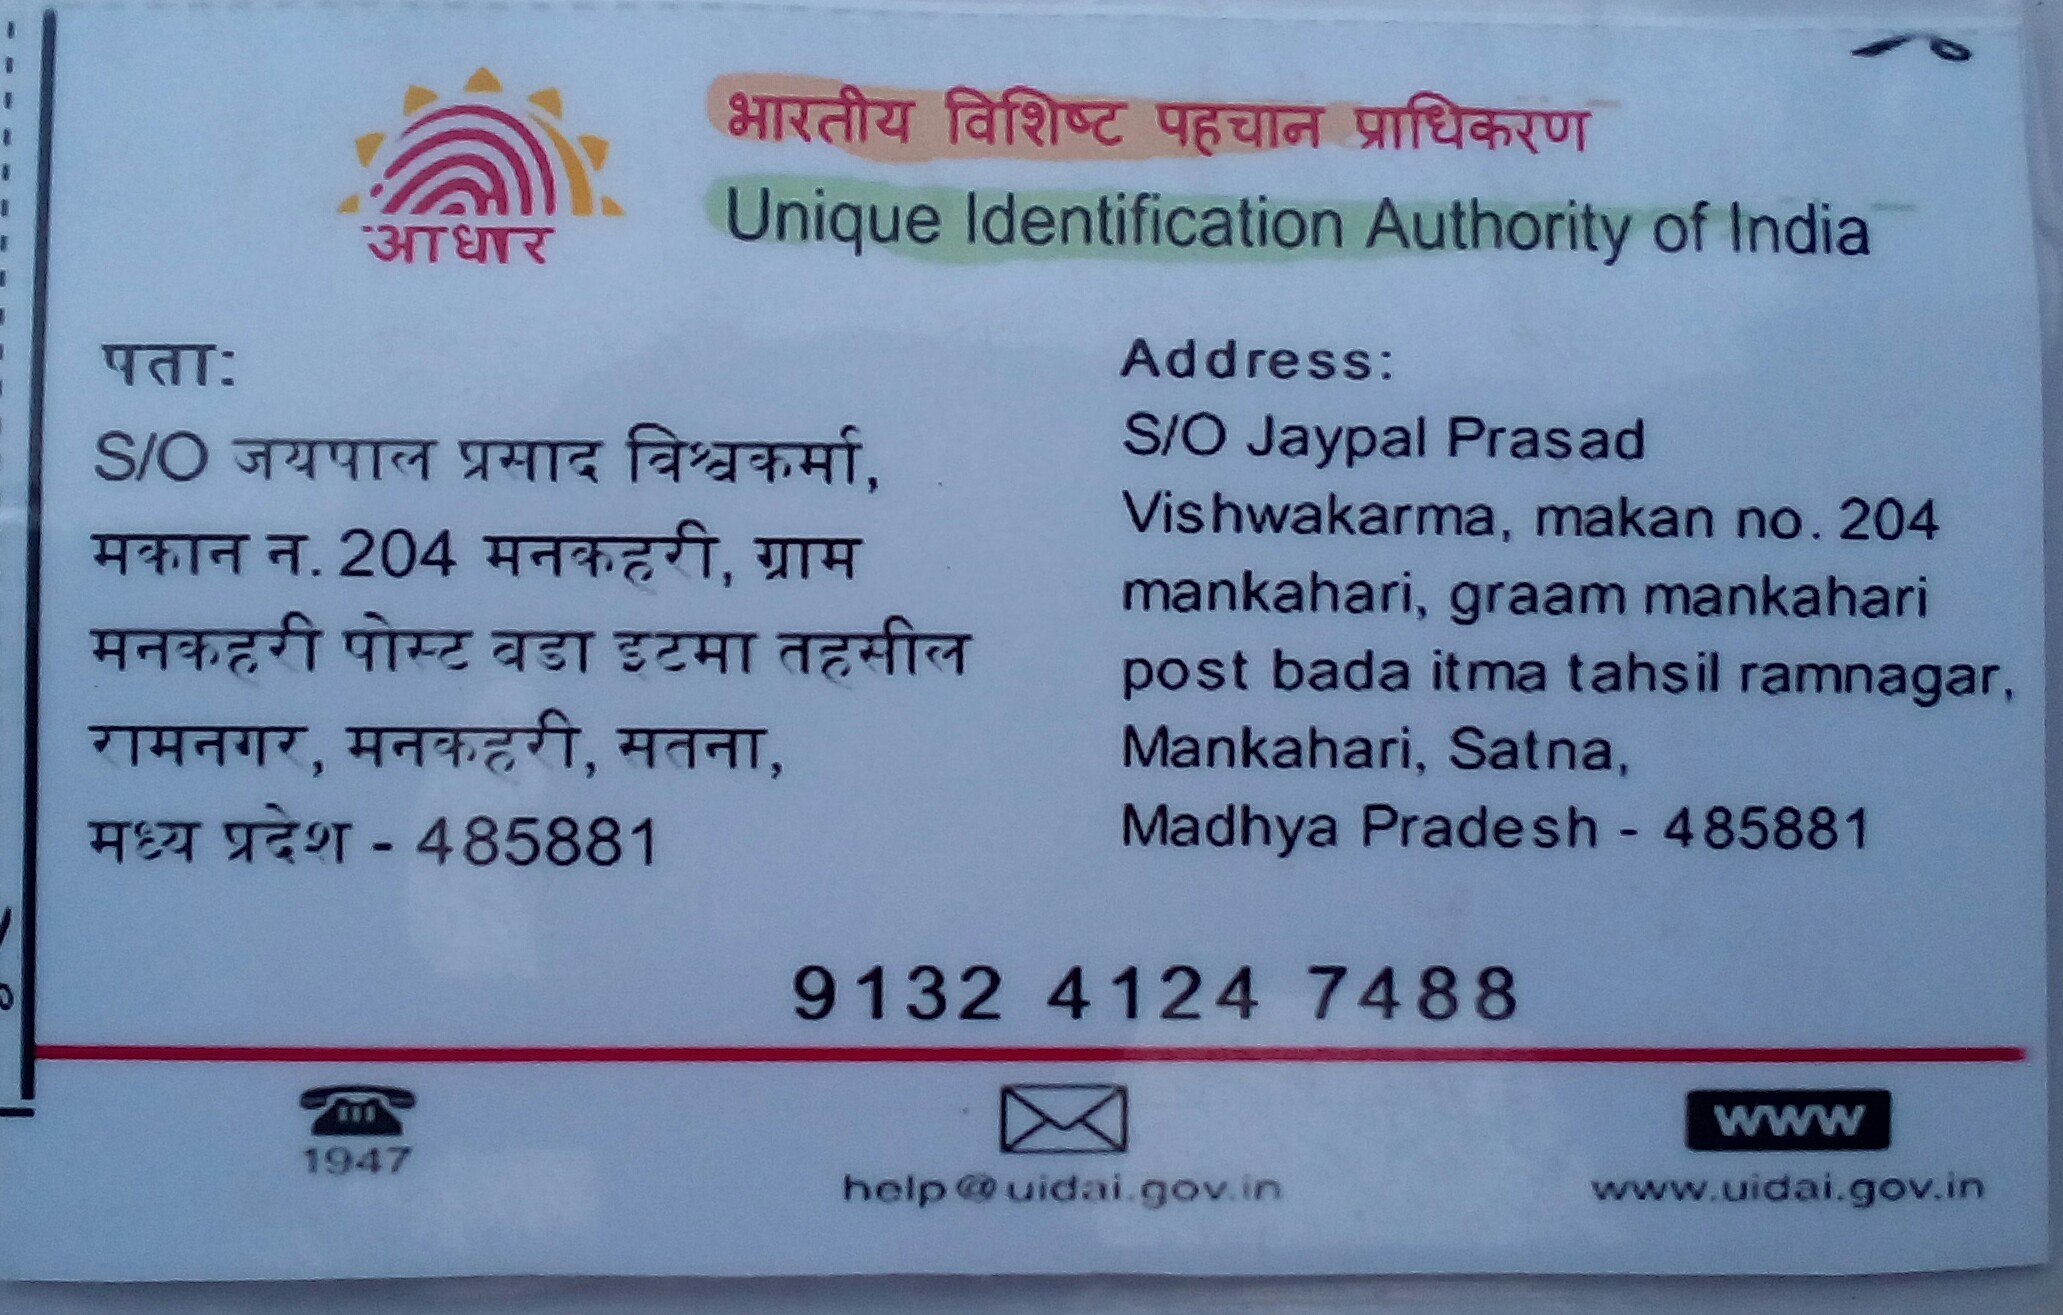 आधार
भारतीय विशिष्ट पहचान प्राधिकरण
Unique Identification Authority of India
पता:
S/O जयपाल प्रसाद विश्वकर्मा,
मकान न. 204 मनकहरी, ग्राम
मनकहरी पोस्ट वडा इटमा तहसील
रामनगर, मनकहरी, सतना,
मध्य प्रदेश - 485881
Address:
S/O Jaypal Prasad
Vishwakarma, makan no. 204
mankahari, graam mankahari
post bada itma tahsil ramnagar,
Mankahari, Satna,
Madhya Pradesh - 485881
9132 4124 7488
1947
help@uidai.gov.in
www
www.uidai.gov.in